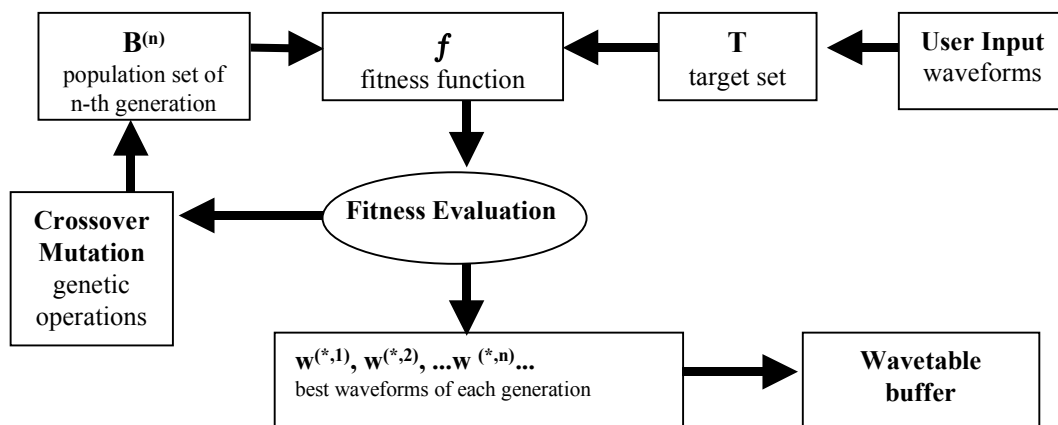 B(n)
population set of
n-th generation
f
fitness function
T
target set
User Input
waveforms
Crossover
Mutation
genetic
operations
Fitness Evaluation
w(*,1), w(*,2), ...w (*,n)...
best waveforms of each generation
Wavetable
buffer